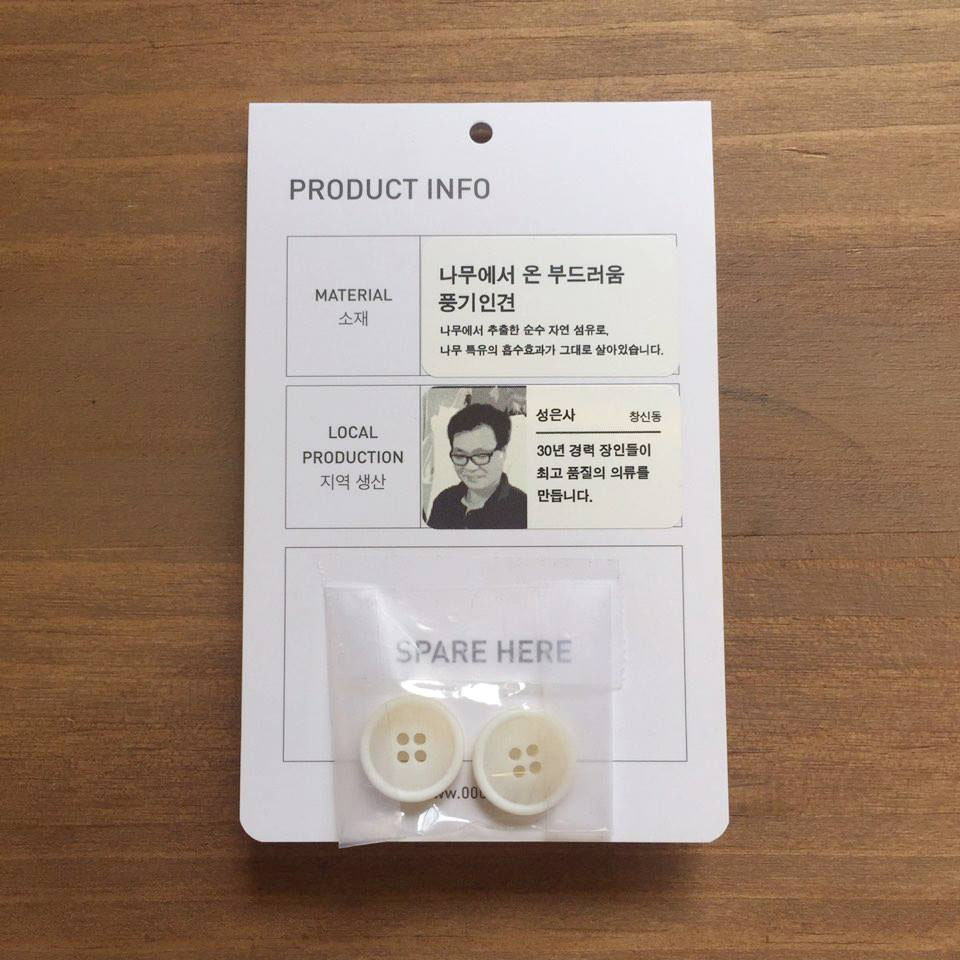 PRODUCT INFO
MATERIAL
소재
나무에서 온 부드러움
풍기인견
나무에서 추출한 순수 자연 섬유로,
나무 특유의 흡수효과가 그대로 살아있습니다.
LOCAL
PRODUCTION
지역 생산
성은사 창신동
30년 경력 장인들이
최고 품질의 의류를
만듭니다.
SPARE HERE